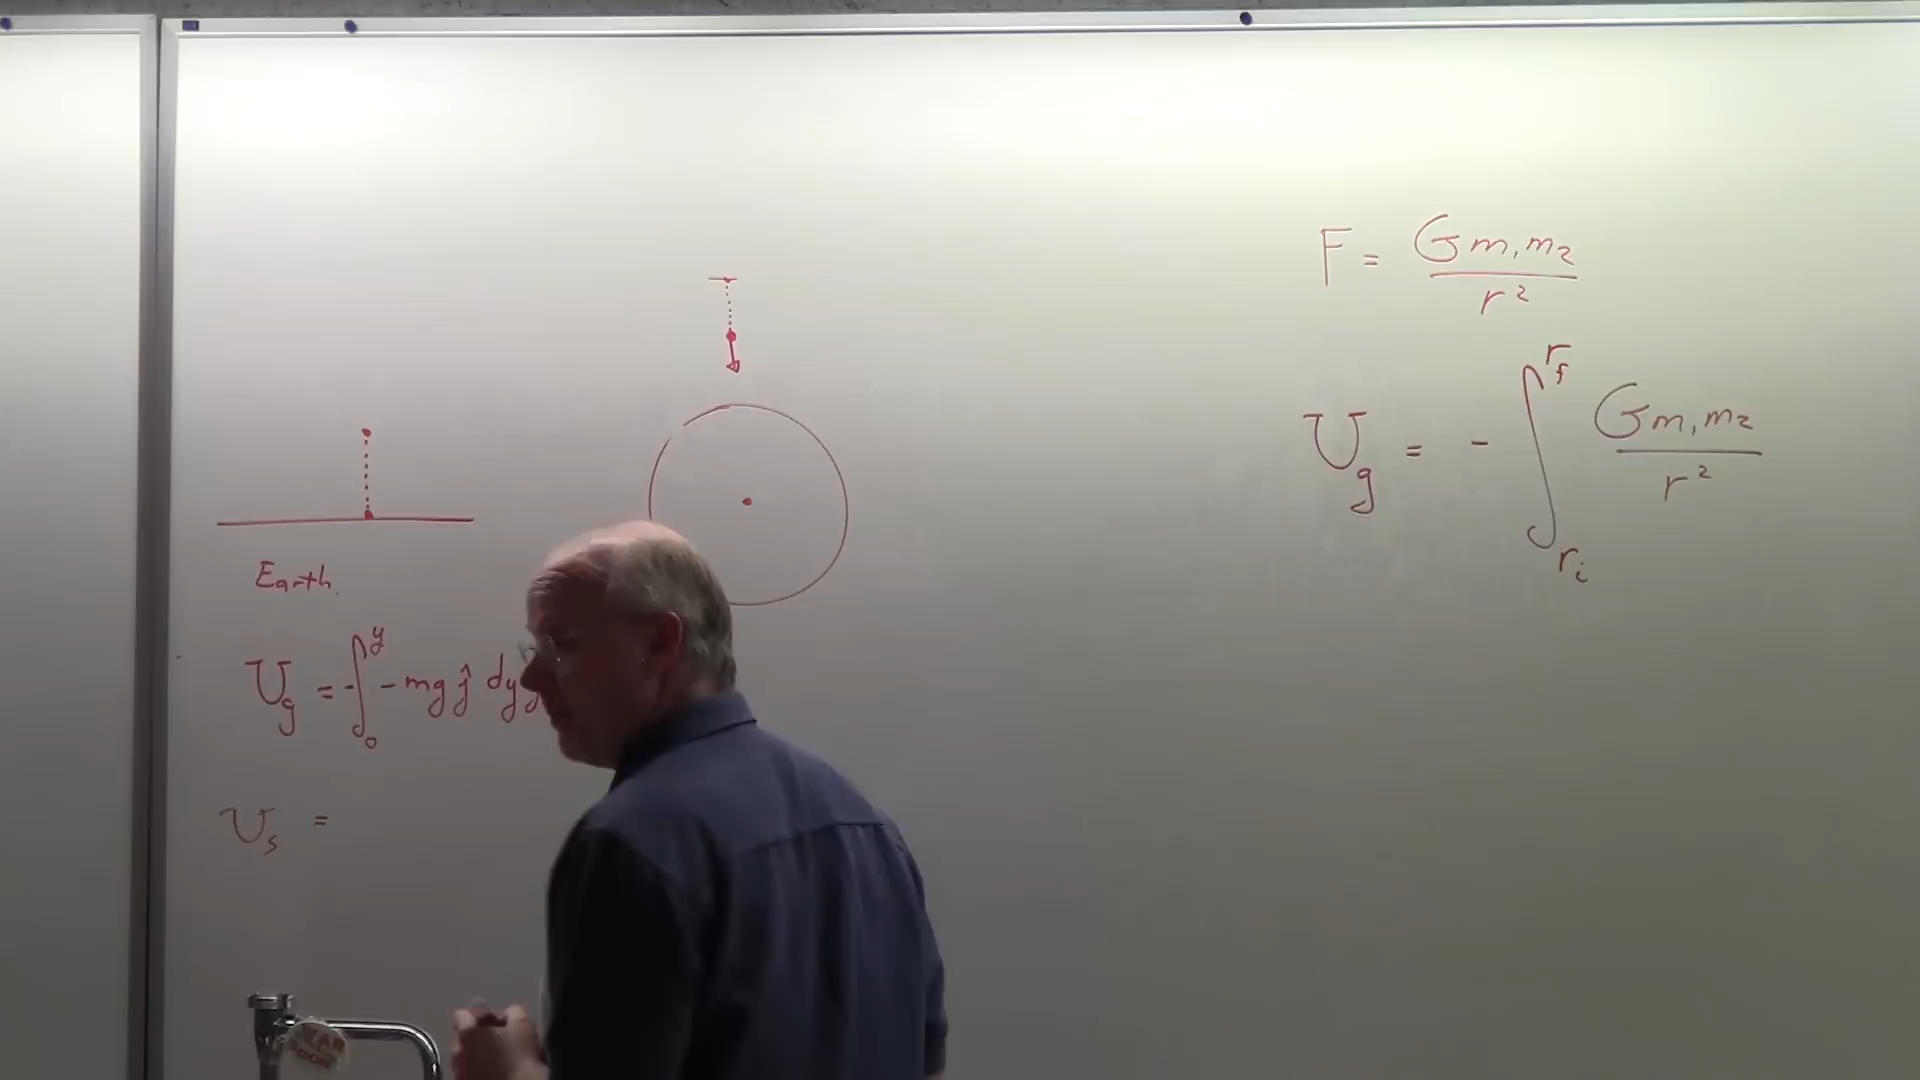 F = Gm₁m₂ / r²
U_g = - ∫_{r_i}^{r_f} Gm₁m₂ / r²
Earth.
U_g = - ∫_0^y - mg ĵ dy
U_s =